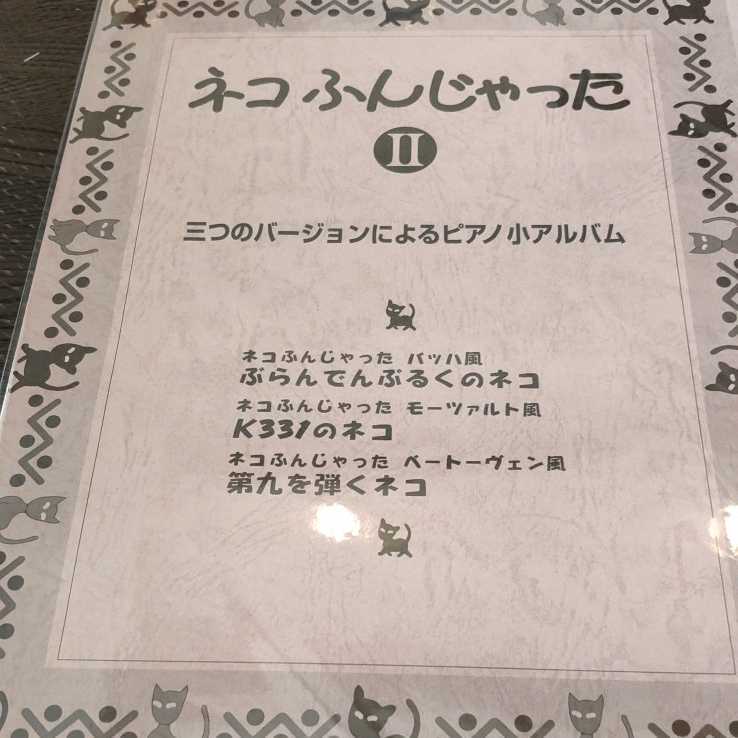 ネコふんじゃった
II
三つのバージョンによるピアノ小アルバム
ネコふんじゃった バッハ風
ぶらんでんぶるくのネコ
ネコふんじゃった モーツァルト風
K331のネコ
ネコふんじゃった ベートーヴェン風
第九を弾くネコ